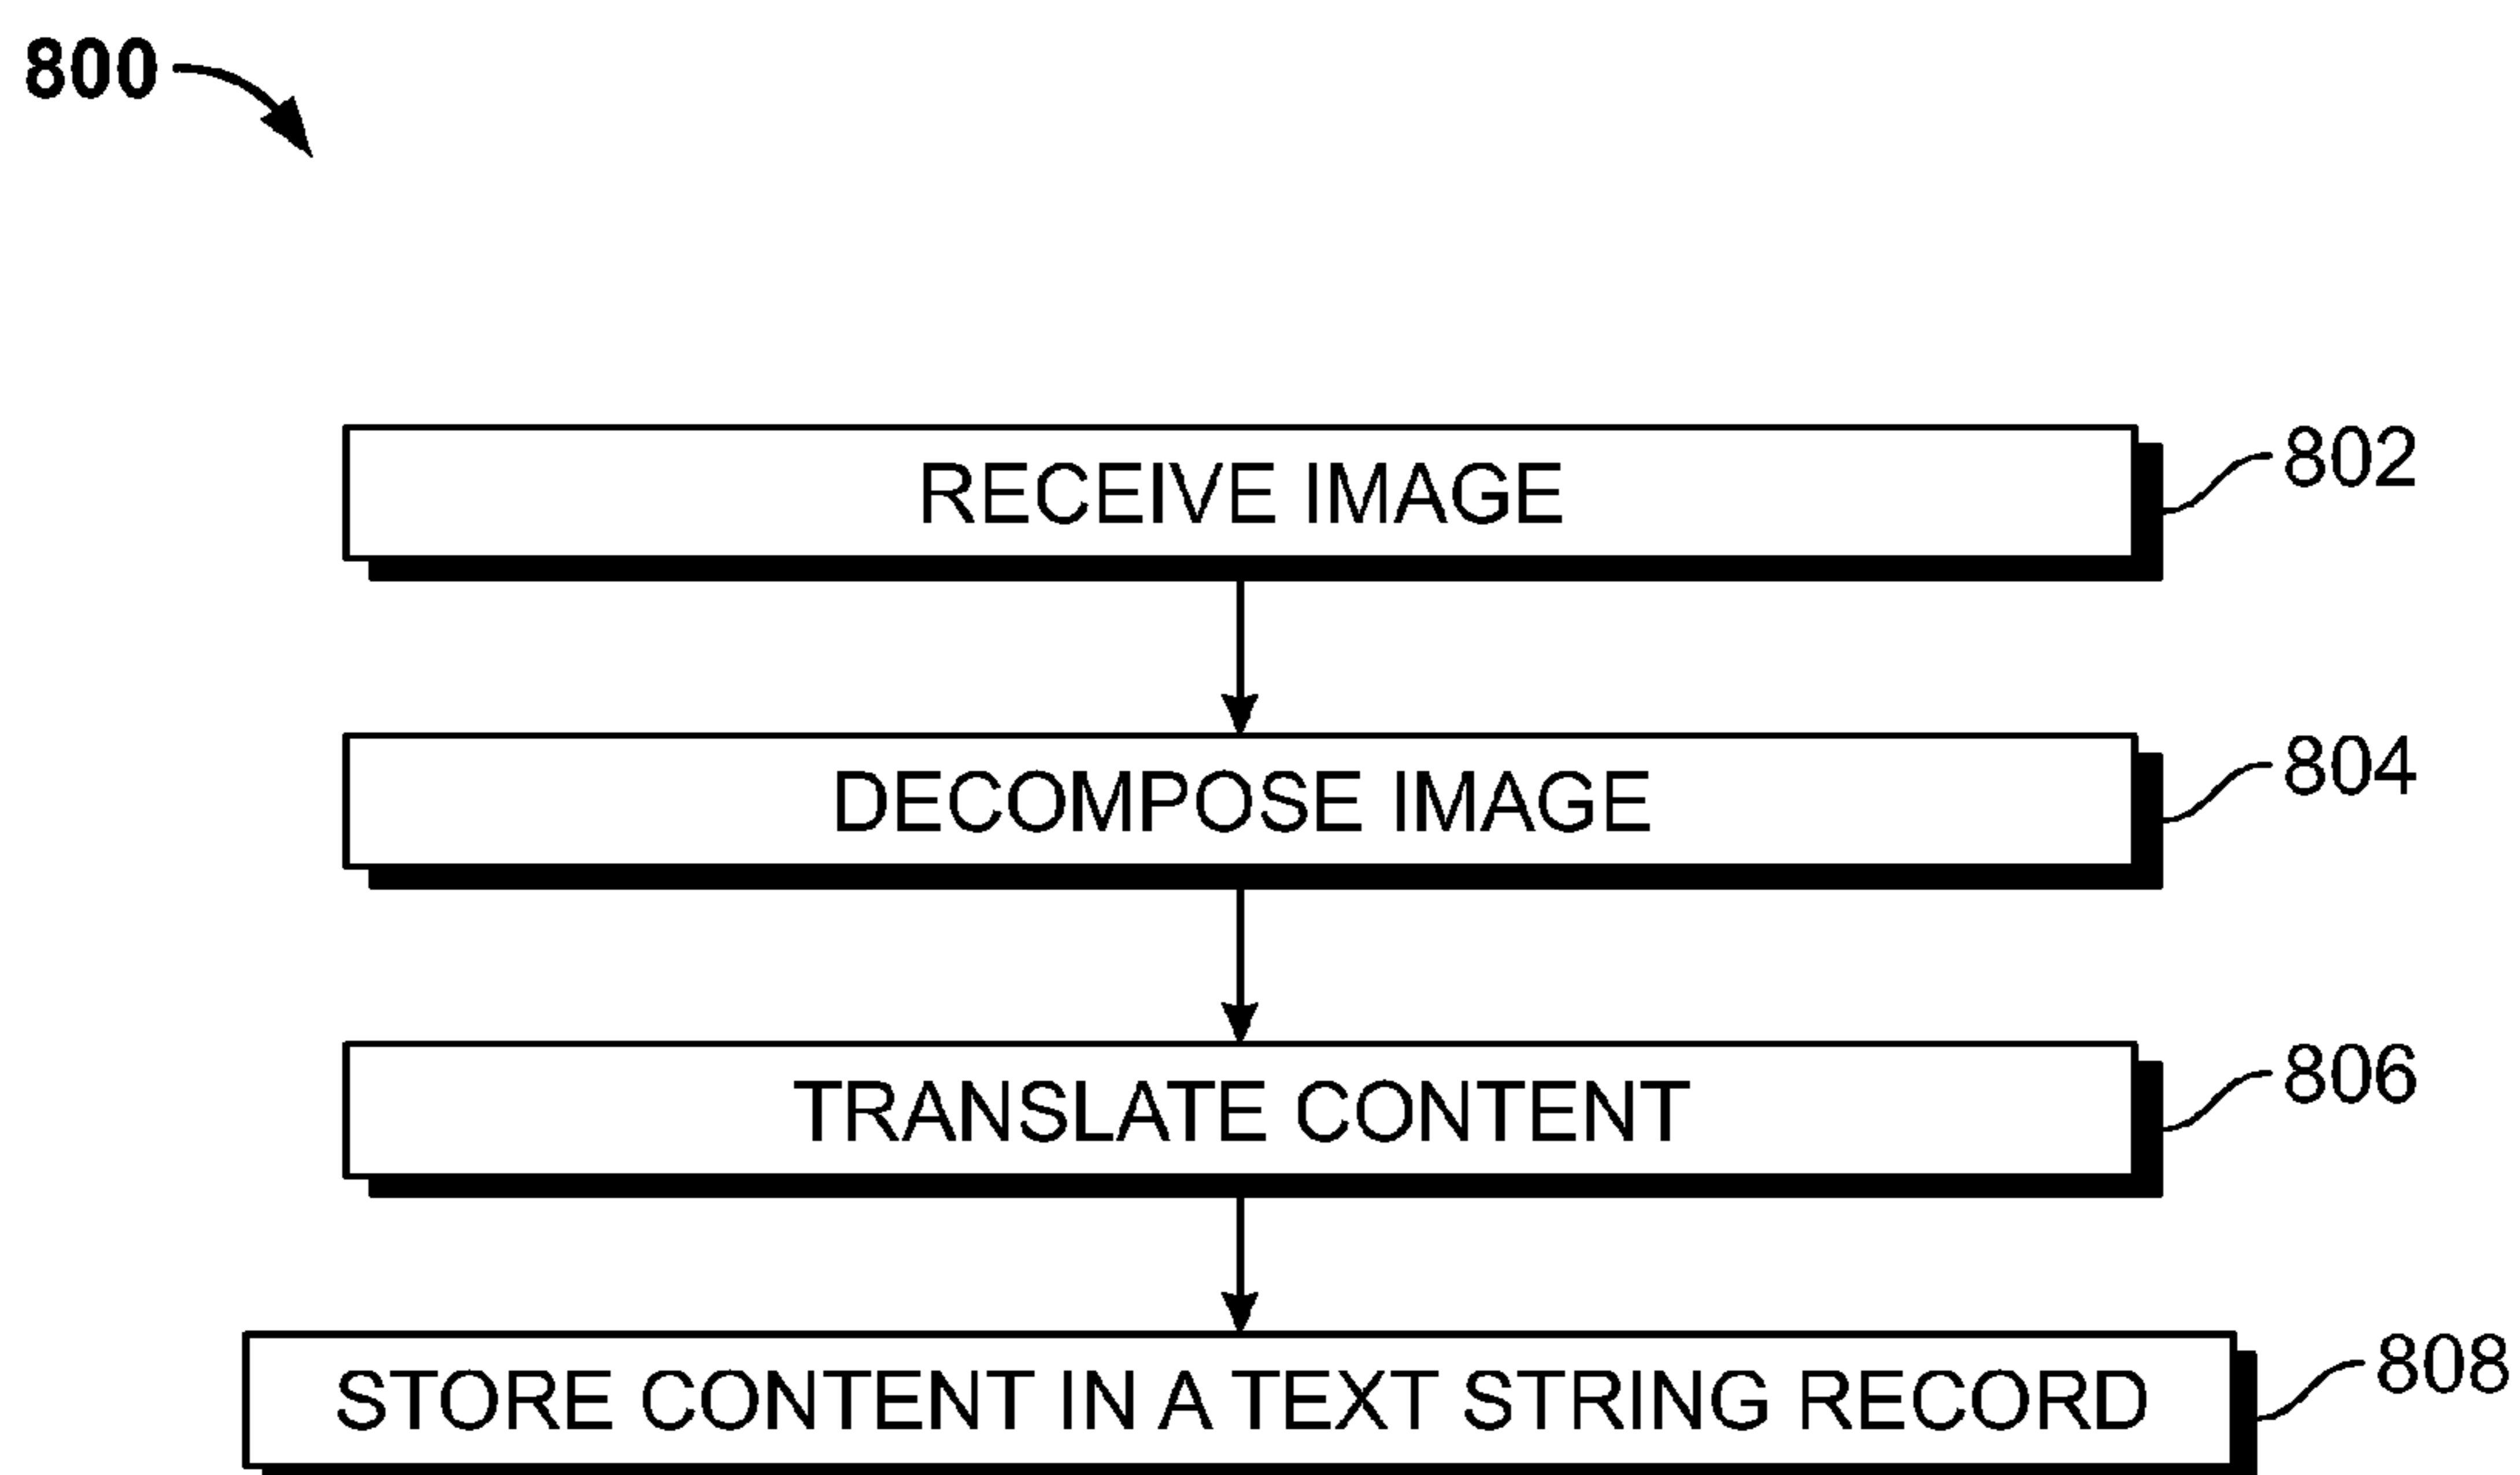 800
RECEIVE IMAGE 802
DECOMPOSE IMAGE 804
TRANSLATE CONTENT 806
STORE CONTENT IN A TEXT STRING RECORD 808